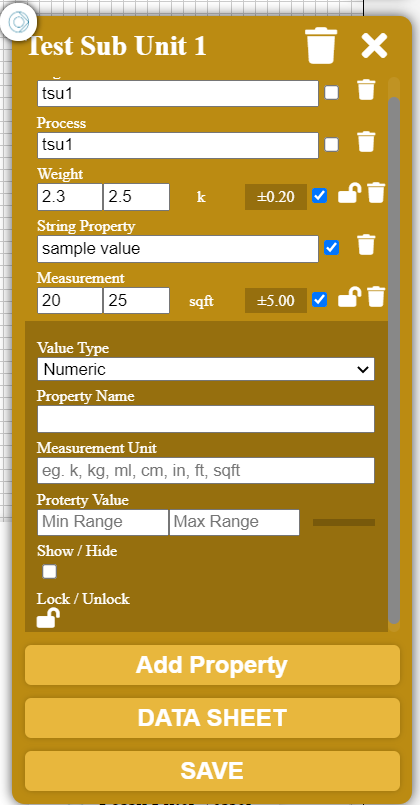 Test Sub Unit 1
tsu1
Process
tsu1
Weight
2.3 2.5 k ±0.20
String Property
sample value
Measurement
20 25 sqft ±5.00
Value Type
Numeric
Property Name
Measurement Unit
eg. k, kg, ml, cm, in, ft, sqft
Proterty Value
Min Range Max Range
Show / Hide
Lock / Unlock
Add Property
DATA SHEET
SAVE